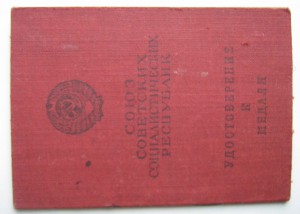 СОЮЗ
СОВЕТСКИХ
СОЦИАЛИСТИЧЕСКИХ
РЕСПУБЛИК
УДОСТОВЕРЕНИЕ
К
МЕДАЛИ